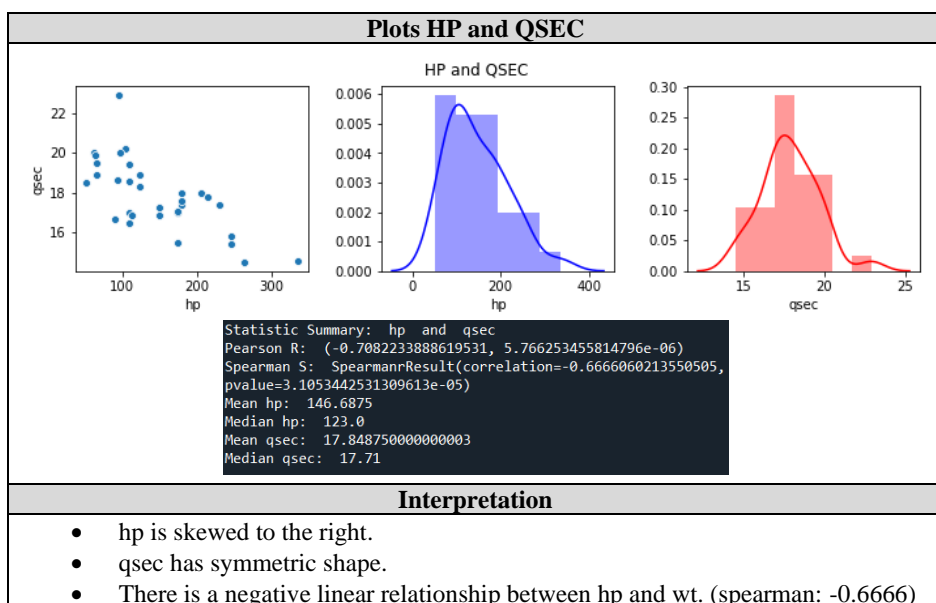 Plots HP and QSEC
HP and QSEC
22
20
18
16
qsec
100
200
300
hp
0.006
0.005
0.004
0.003
0.002
0.001
0.000
0
200
400
hp
0.30
0.25
0.20
0.15
0.10
0.05
0.00
15
20
25
qsec
Statistic Summary:  hp  and  qsec
Pearson R:  (-0.7082233888619531, 5.766253455814796e-06)
Spearman S:  SpearmanrResult(correlation=-0.6666060213550505,
pvalue=3.1053442531309613e-05)
Mean hp:  146.6875
Median hp:  123.0
Mean qsec:  17.848750000000003
Median qsec:  17.71
Interpretation
• hp is skewed to the right.
• qsec has symmetric shape.
• There is a negative linear relationship between hp and wt. (spearman: -0.6666)